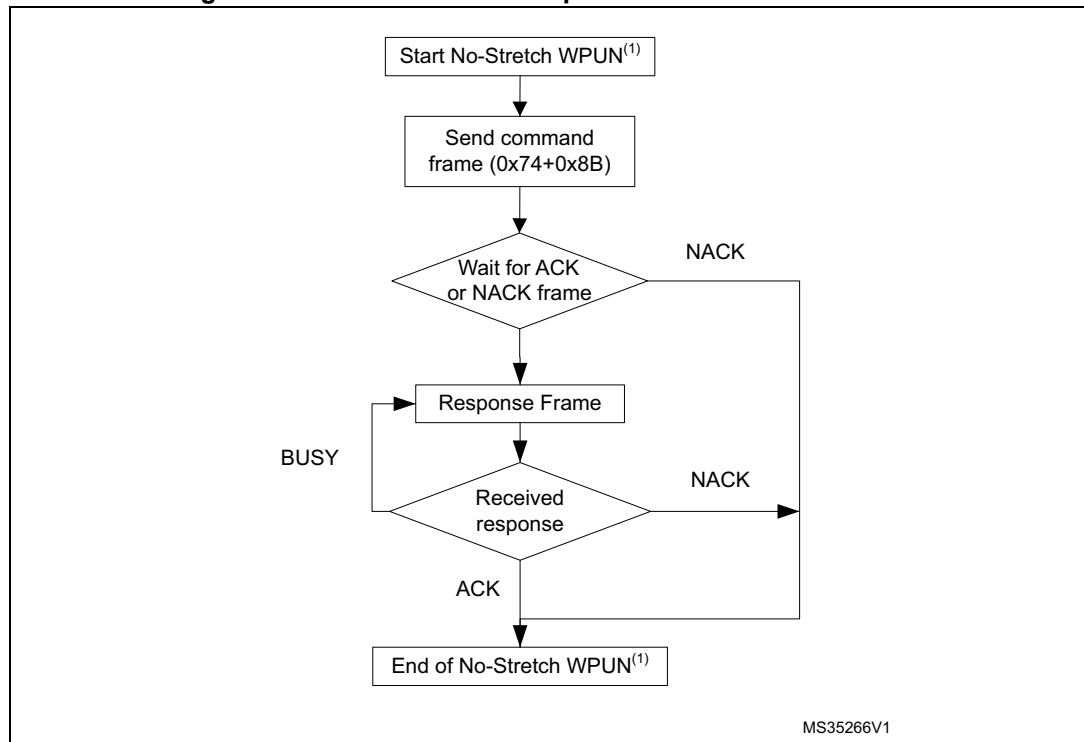 Start No-Stretch WPUN(1)
Send command
frame (0x74+0x8B)
Wait for ACK
or NACK frame
NACK
Response Frame
BUSY
Received
response
NACK
ACK
End of No-Stretch WPUN(1)
MS35266V1